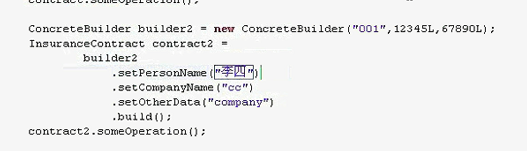 contract.someOperation();
ConcreteBuilder builder2 = new ConcreteBuilder("001",12345L,67890L);
InsuranceContract contract2 =
builder2
.setPersonName("李四")
.setCompanyName("cc")
.setOtherData("company")
.build();
contract2.someOperation();